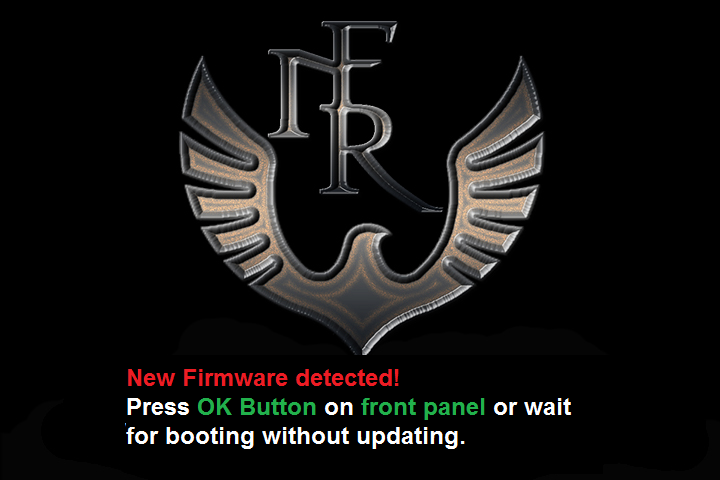 NFR
New Firmware detected!
Press OK Button on front panel or wait
for booting without updating.